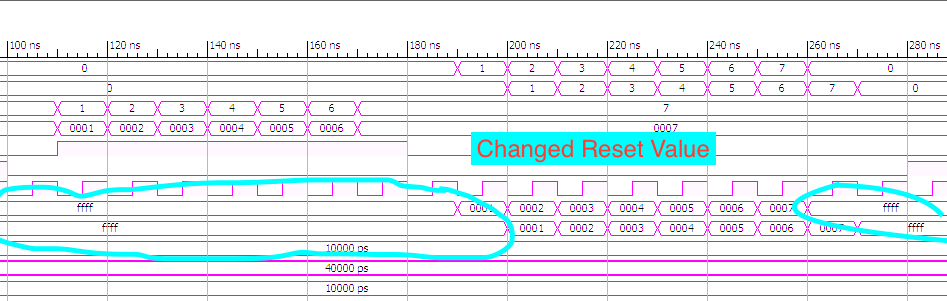 100 ns 120 ns 140 ns 160 ns 180 ns 200 ns 220 ns 240 ns 260 ns 280 ns
0 1 2 3 4 5 6 7 0
0 1 2 3 4 5 6 7 0
1 2 3 4 5 6 7
0001 0002 0003 0004 0005 0006 0007
Changed Reset Value
ffff 0001 0002 0003 0004 0005 0006 0007 ffff
ffff 0001 0002 0003 0004 0005 0006 0007 ffff
10000 ps
40000 ps
10000 ps